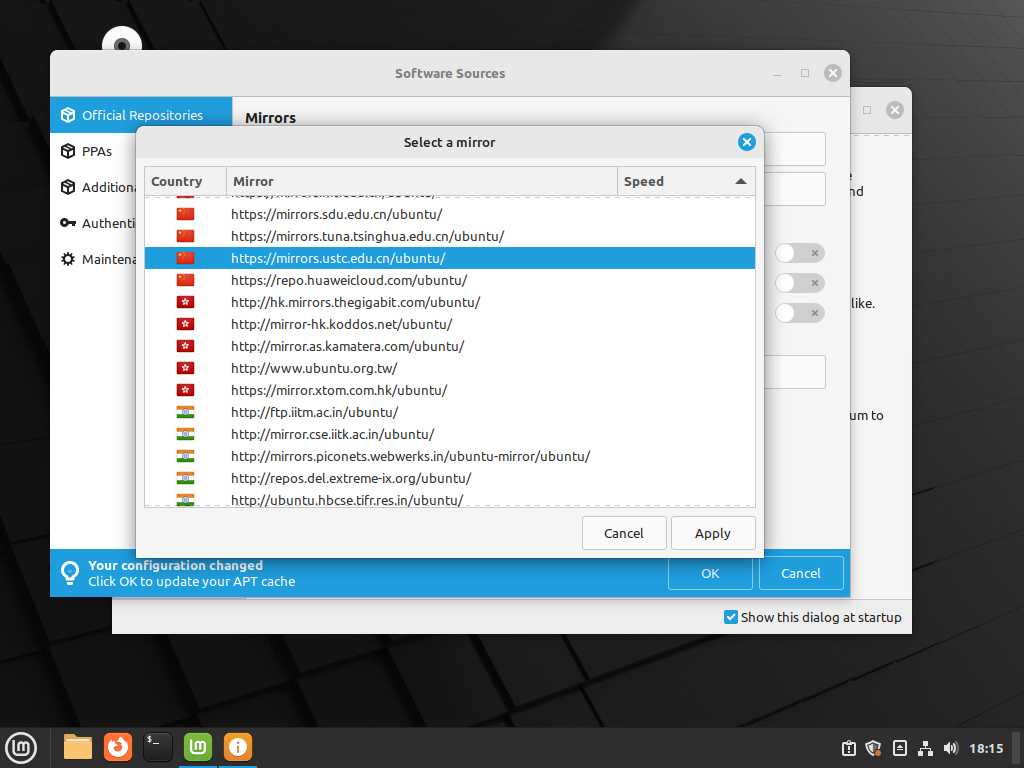 Software Sources
Official Repositories
Mirrors
PPAs
Additiona
Authenti
Maintena
Select a mirror
Country Mirror Speed
https://mirrors.sdu.edu.cn/ubuntu/
https://mirrors.tuna.tsinghua.edu.cn/ubuntu/
https://mirrors.ustc.edu.cn/ubuntu/
https://repo.huaweicloud.com/ubuntu/
http://hk.mirrors.thegigabit.com/ubuntu/
http://mirror-hk.koddos.net/ubuntu/
http://mirror.as.kamatera.com/ubuntu/
http://www.ubuntu.org.tw/
https://mirror.xtom.com.hk/ubuntu/
http://ftp.iitm.ac.in/ubuntu/
http://mirror.cse.iitk.ac.in/ubuntu/
http://mirrors.piconets.webwerks.in/ubuntu-mirror/ubuntu/
http://repos.del.extreme-ix.org/ubuntu/
http://ubuntu.hbcse.tifr.res.in/ubuntu/
Cancel Apply
nd
like.
um to
Your configuration changed
Click OK to update your APT cache
OK Cancel
Show this dialog at startup
18:15